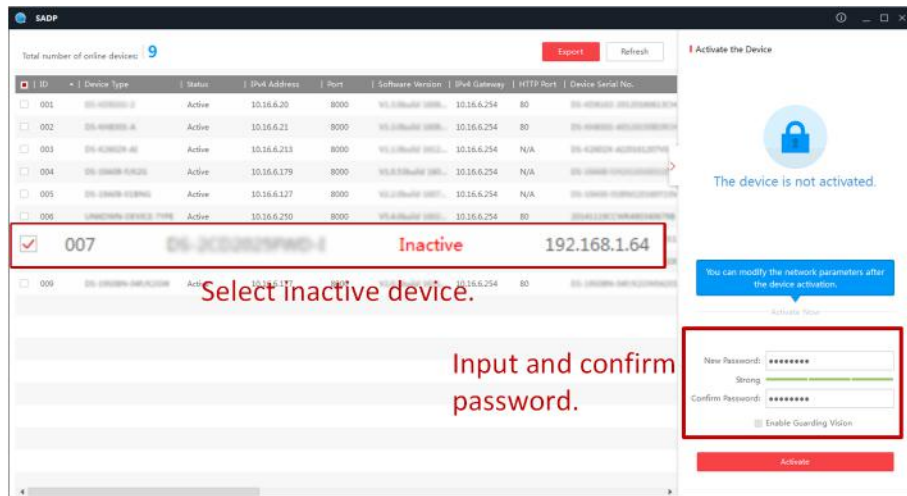 SADP
Total number of online devices: 9
Export Refresh
Activate the Device
ID Device Type Status IPv4 Address Port Software Version IPv4 Gateway HTTP Port Device Serial No.
001 Active 10.16.6.20 8000 10.16.6.254 80
002 Active 10.16.6.21 8000 10.16.6.254 80
003 Active 10.16.6.213 8000 10.16.6.254 N/A
004 Active 10.16.6.179 8000 10.16.6.254 N/A
005 Active 10.16.6.127 8000 10.16.6.254 N/A
006 UNKNOWN DEVICE TYPE Active 10.16.6.250 8000 10.16.6.254 80
The device is not activated.
007 Inactive 192.168.1.64
009 10.16.6.254 80
Select inactive device.
You can modify the network parameters after
the device activation.
Activate Now
Input and confirm
password.
New Password:
Strong
Confirm Password:
Enable Guarding Vision
Activate